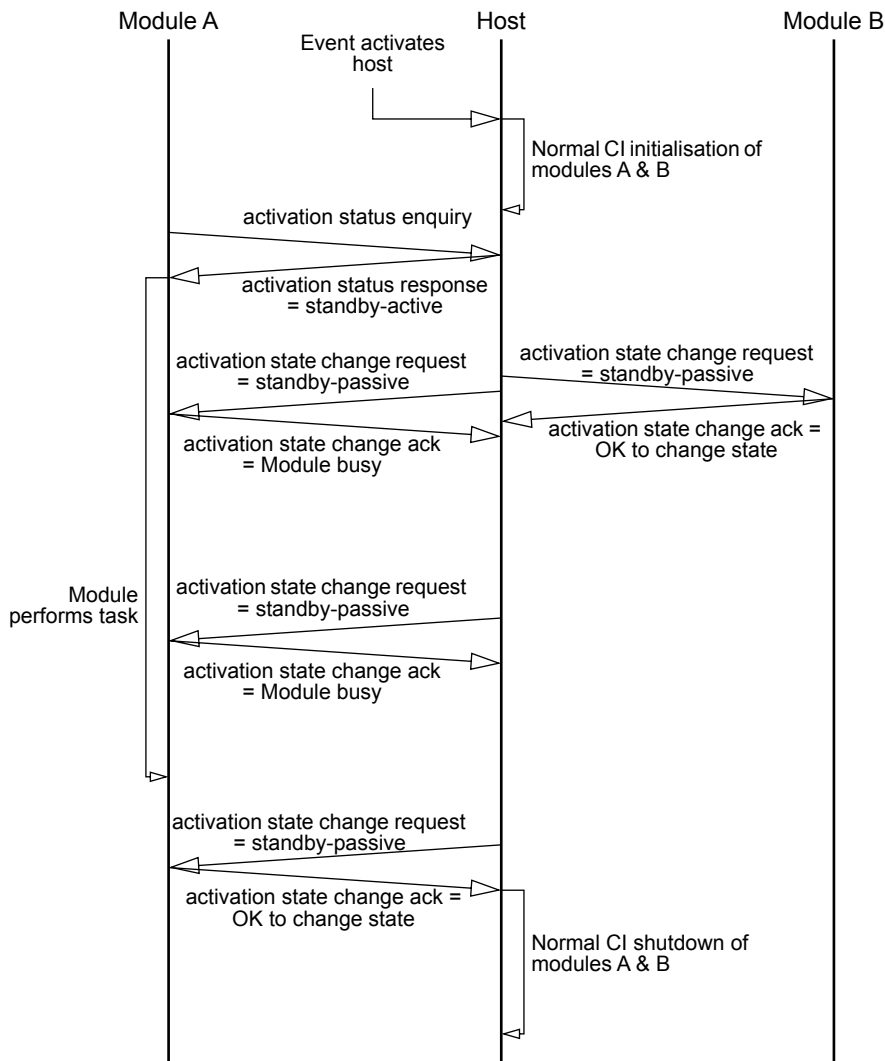 Module A
Host
Module B
Event activates
host
Normal CI initialisation of
modules A & B
activation status enquiry
activation status response
= standby-active
activation state change request
= standby-passive
activation state change request
= standby-passive
activation state change ack
= Module busy
activation state change ack =
OK to change state
Module
performs task
activation state change request
= standby-passive
activation state change ack
= Module busy
activation state change request
= standby-passive
activation state change ack =
OK to change state
Normal CI shutdown of
modules A & B